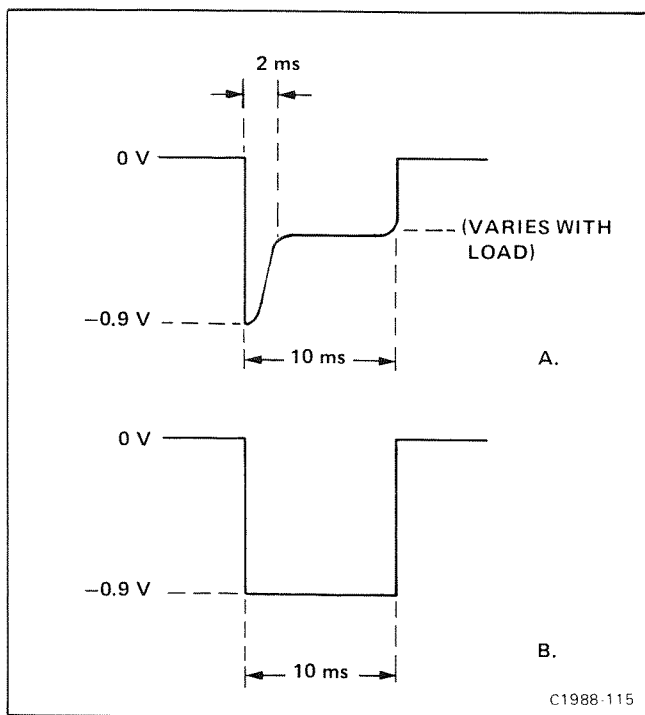 2 ms
0 V
(VARIES WITH
LOAD)
−0.9 V
10 ms
A.
0 V
−0.9 V
10 ms
B.
C1988-115